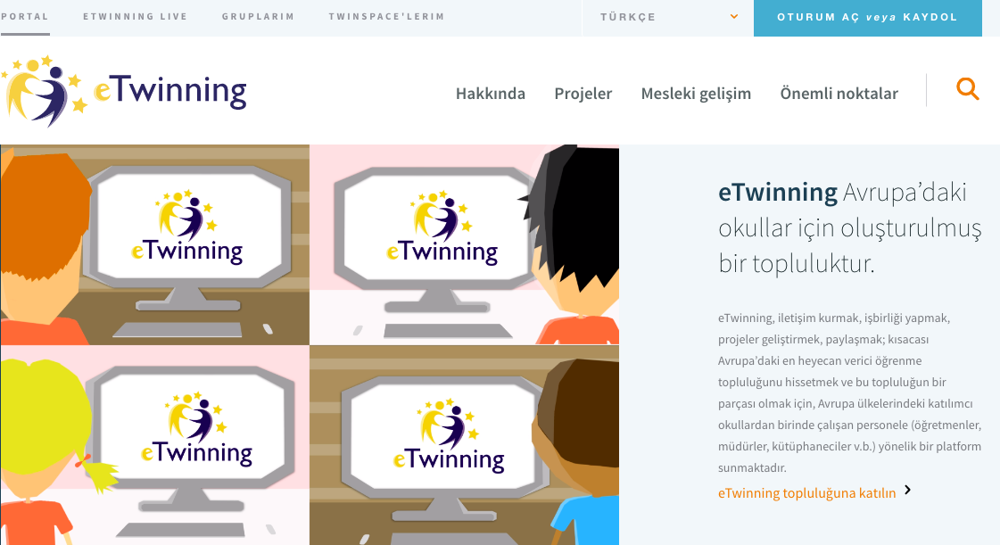 PORTAL ETWINNING LIVE GRUPLARIM TWINSPACE'LERIM TÜRKÇE OTURUM AÇ veya KAYDOL
eTwinning
Hakkında Projeler Mesleki gelişim Önemli noktalar
eTwinning
eTwinning
eTwinning
eTwinning
eTwinning Avrupa’daki
okullar için oluşturulmuş
bir topluluktur.
eTwinning, iletişim kurmak, işbirliği yapmak,
projeler geliştirmek, paylaşmak; kısacası
Avrupa’daki en heyecan verici öğrenme
topluluğunu hissetmek ve bu topluluğun bir
parçası olmak için, Avrupa ülkelerindeki katılımcı
okullardan birinde çalışan personele (öğretmenler,
müdürler, kütüphaneciler v.b.) yönelik bir platform
sunmaktadır.
eTwinning topluluğuna katılın